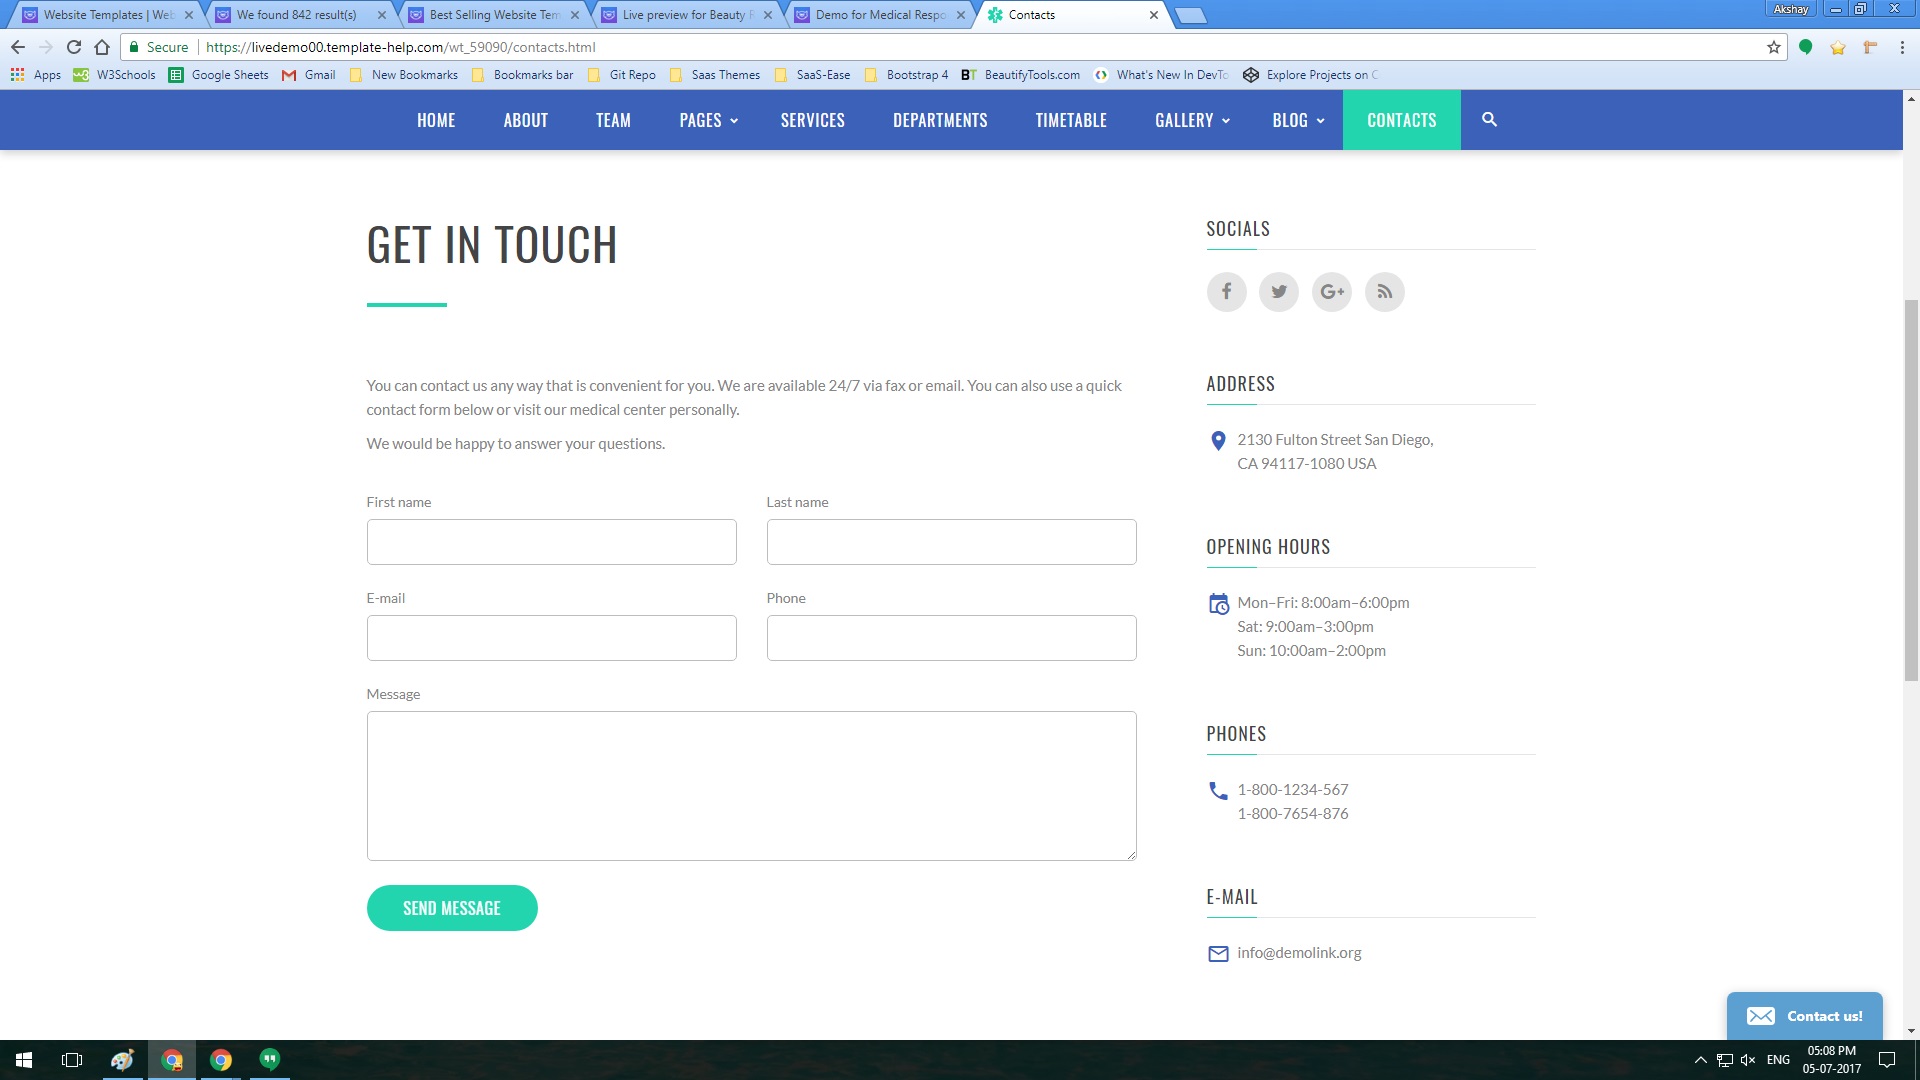 Website Templates | Web
We found 842 result(s)
Best Selling Website Tem
Live preview for Beauty
Demo for Medical Respo
Contacts
Akshay
Secure
https://livedemo00.template-help.com/wt_59090/contacts.html
Apps
W3Schools
Google Sheets
Gmail
New Bookmarks
Bookmarks bar
Git Repo
Saas Themes
SaaS-Ease
Bootstrap 4
BT BeautifyTools.com
What's New In DevTo
Explore Projects on C
HOME
ABOUT
TEAM
PAGES
SERVICES
DEPARTMENTS
TIMETABLE
GALLERY
BLOG
CONTACTS
GET IN TOUCH
You can contact us any way that is convenient for you. We are available 24/7 via fax or email. You can also use a quick
contact form below or visit our medical center personally.
We would be happy to answer your questions.
First name
Last name
E-mail
Phone
Message
SEND MESSAGE
SOCIALS
ADDRESS
2130 Fulton Street San Diego,
CA 94117-1080 USA
OPENING HOURS
Mon–Fri: 8:00am–6:00pm
Sat: 9:00am–3:00pm
Sun: 10:00am–2:00pm
PHONES
1-800-1234-567
1-800-7654-876
E-MAIL
info@demolink.org
Contact us!
ENG
05:08 PM
05-07-2017